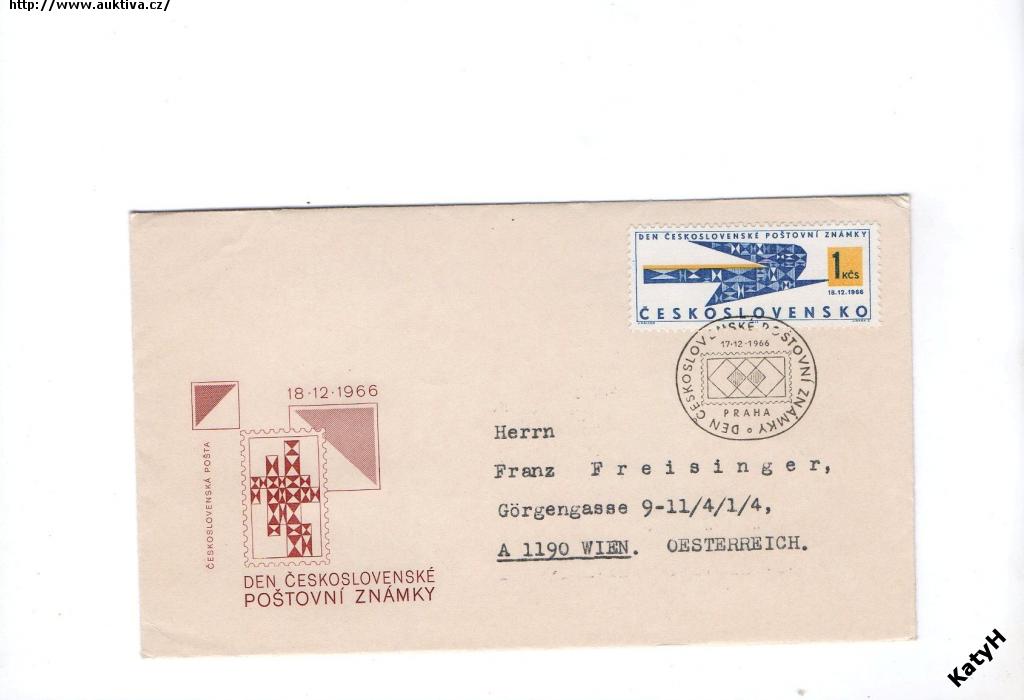 http://www.auktiva.cz/
DEN ČESKOSLOVENSKÉ POŠTOVNÍ ZNÁMKY
1 KČS
18.12.1966
ČESKOSLOVENSKO
DEN ČESKOSLOVENSKÉ POŠTOVNÍ ZNÁMKY
17-12-1966
PRAHA
18·12·1966
ČESKOSLOVENSKÁ POŠTA
DEN ČESKOSLOVENSKÉ
POŠTOVNÍ ZNÁMKY
Herrn
Franz Freisinger,
Görgengasse 9-11/4/1/4,
A 1190 WIEN. OESTERREICH.
KatyH